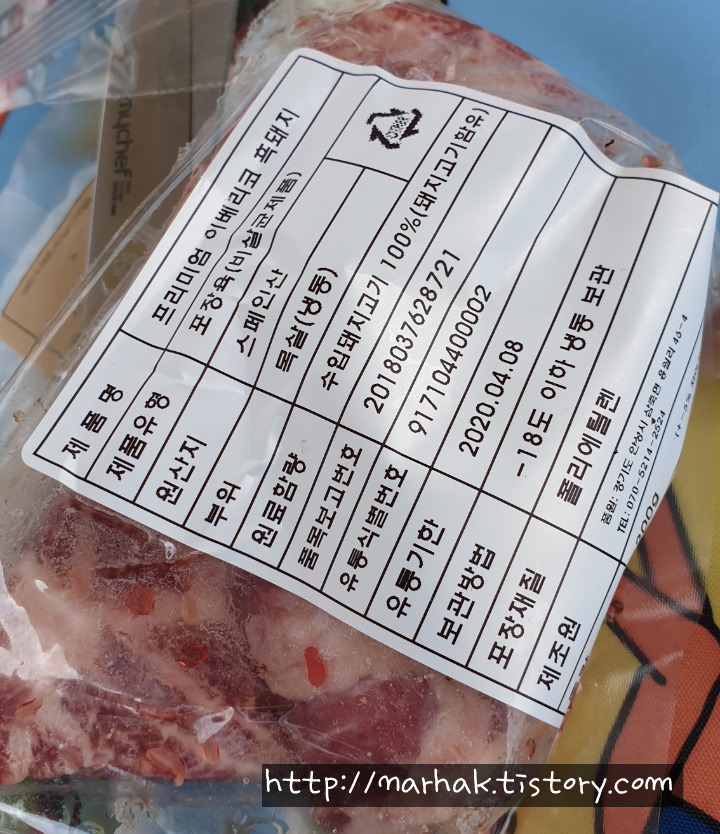 제 품 명 프리미엄 이베리코 흑돼지
제품유형 포장육(비살균제품)
원산지 스페인산
부위 목살(냉동)
원료함량 수입돼지고기 100%(돼지고기함유)
품목보고번호 2018037628721
유통식별번호 917104400002
유통기한 2020.04.08
보관방법 -18도 이하 냉동 보관
포장재질 폴리에틸렌
제조원
TEL: 070-5214-2524
mychef
http://marhak.tistory.com